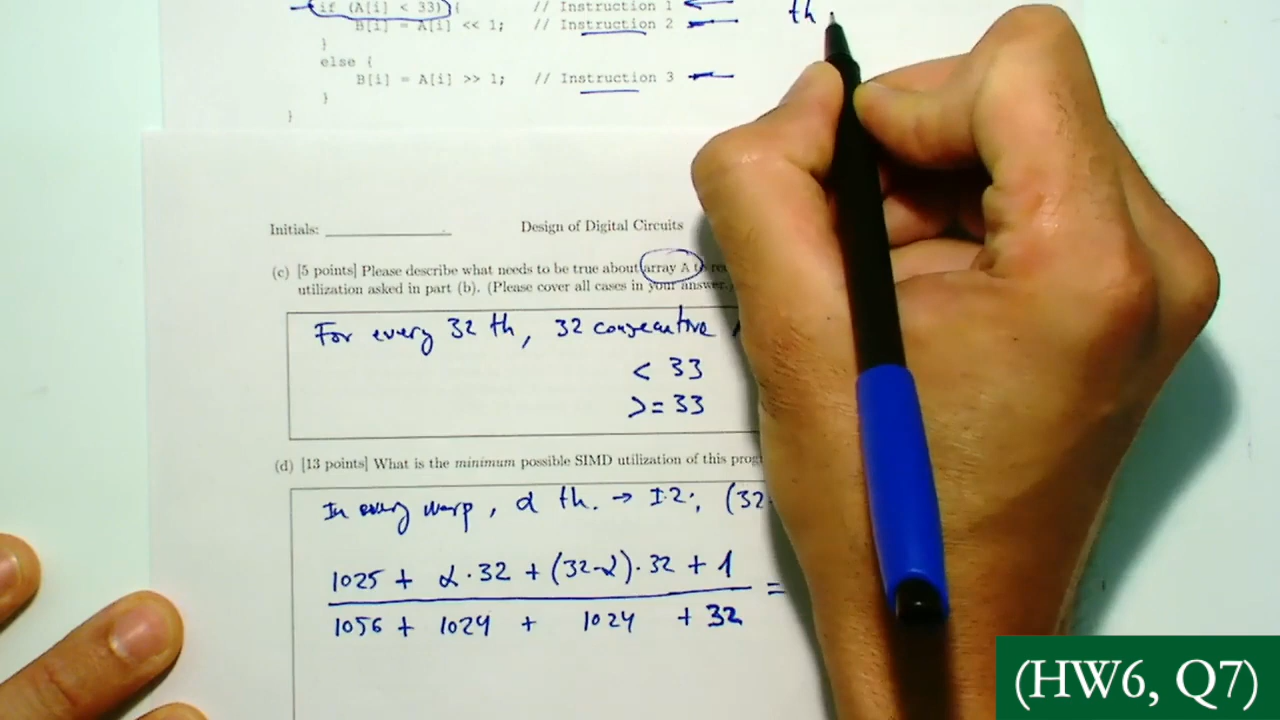 if (A[i] < 33){ // Instruction 1
B[i] = A[i] << 1; // Instruction 2
}
else {
B[i] = A[i] >> 1; // Instruction 3
}
}
th.
Initials: Design of Digital Circuits
(c) [5 points] Please describe what needs to be true about array A
utilization asked in part (b). (Please cover all cases in your answer.
For every 32 th, 32 consecutive
< 33
>= 33
(d) [13 points] What is the minimum possible SIMD utilization of this
In every warp, α th. → I.2; (32
1025 + α·32 + (32-α)·32 + 1
1056 + 1024 + 1024 + 32 =
(HW6, Q7)